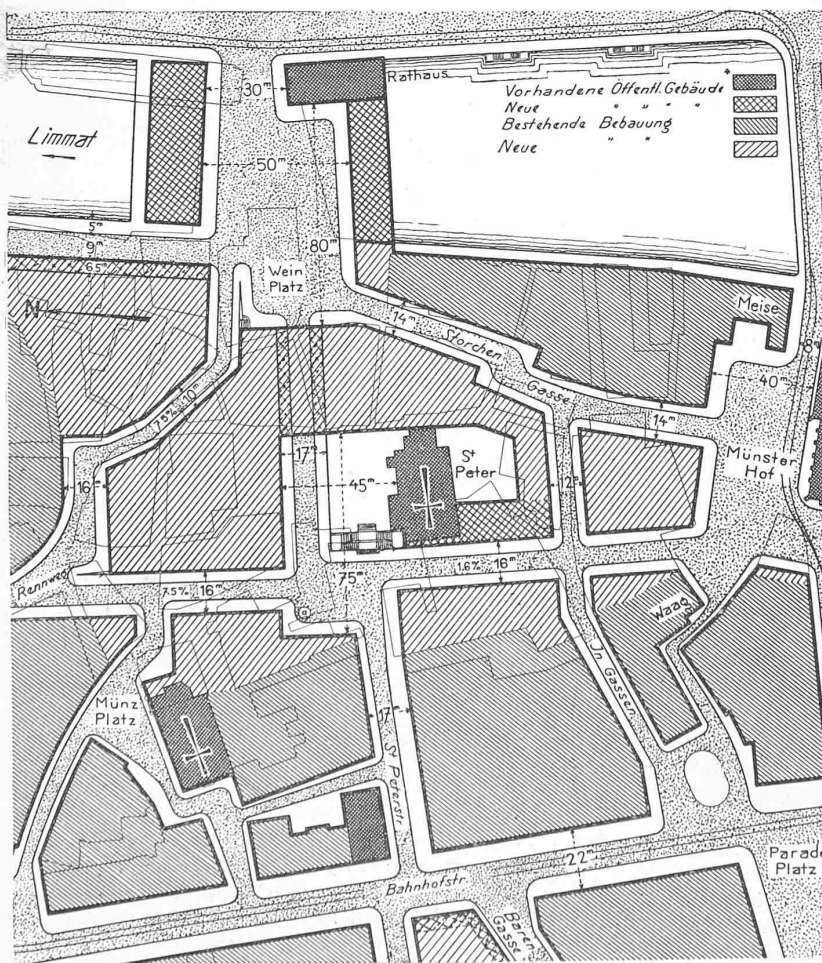 30m
Rathaus
Vorhandene Öffentl. Gebäude
Neue " " "
Bestehende Bebauung
Neue " "
Limmat
50m
5m
9m
6.5
80m
Wein
Platz
N
Meise
14m
Storchen
Gasse
8m
40m
7.5%
10m
14m
17m
St
Peter
Münster
Hof
16m
45m
12m
Rennweg
7.5%
16m
75m
1.6%
16m
Waag
In Gassen
Münz
Platz
17m
St Peterstr.
22m
Parade
Platz
Bahnhofstr.
Bären
Gasse